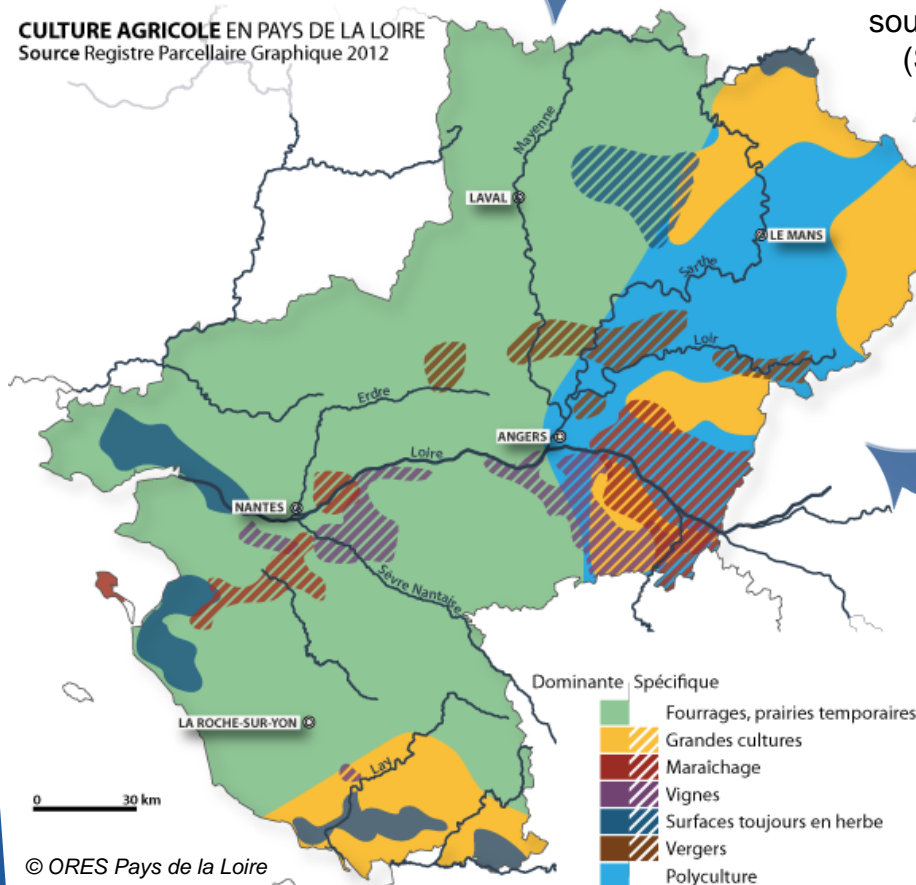 CULTURE AGRICOLE EN PAYS DE LA LOIRE
Source Registre Parcellaire Graphique 2012
sou
(3
Mayenne
LAVAL
LE MANS
Sarthe
Loir
Erdre
ANGERS
Loire
NANTES
Sèvre Nantaise
LA ROCHE-SUR-YON
Lay
Dominante | Spécifique
Fourrages, prairies temporaires
Grandes cultures
Maraîchage
Vignes
Surfaces toujours en herbe
Vergers
Polyculture
0 30 km
© ORES Pays de la Loire